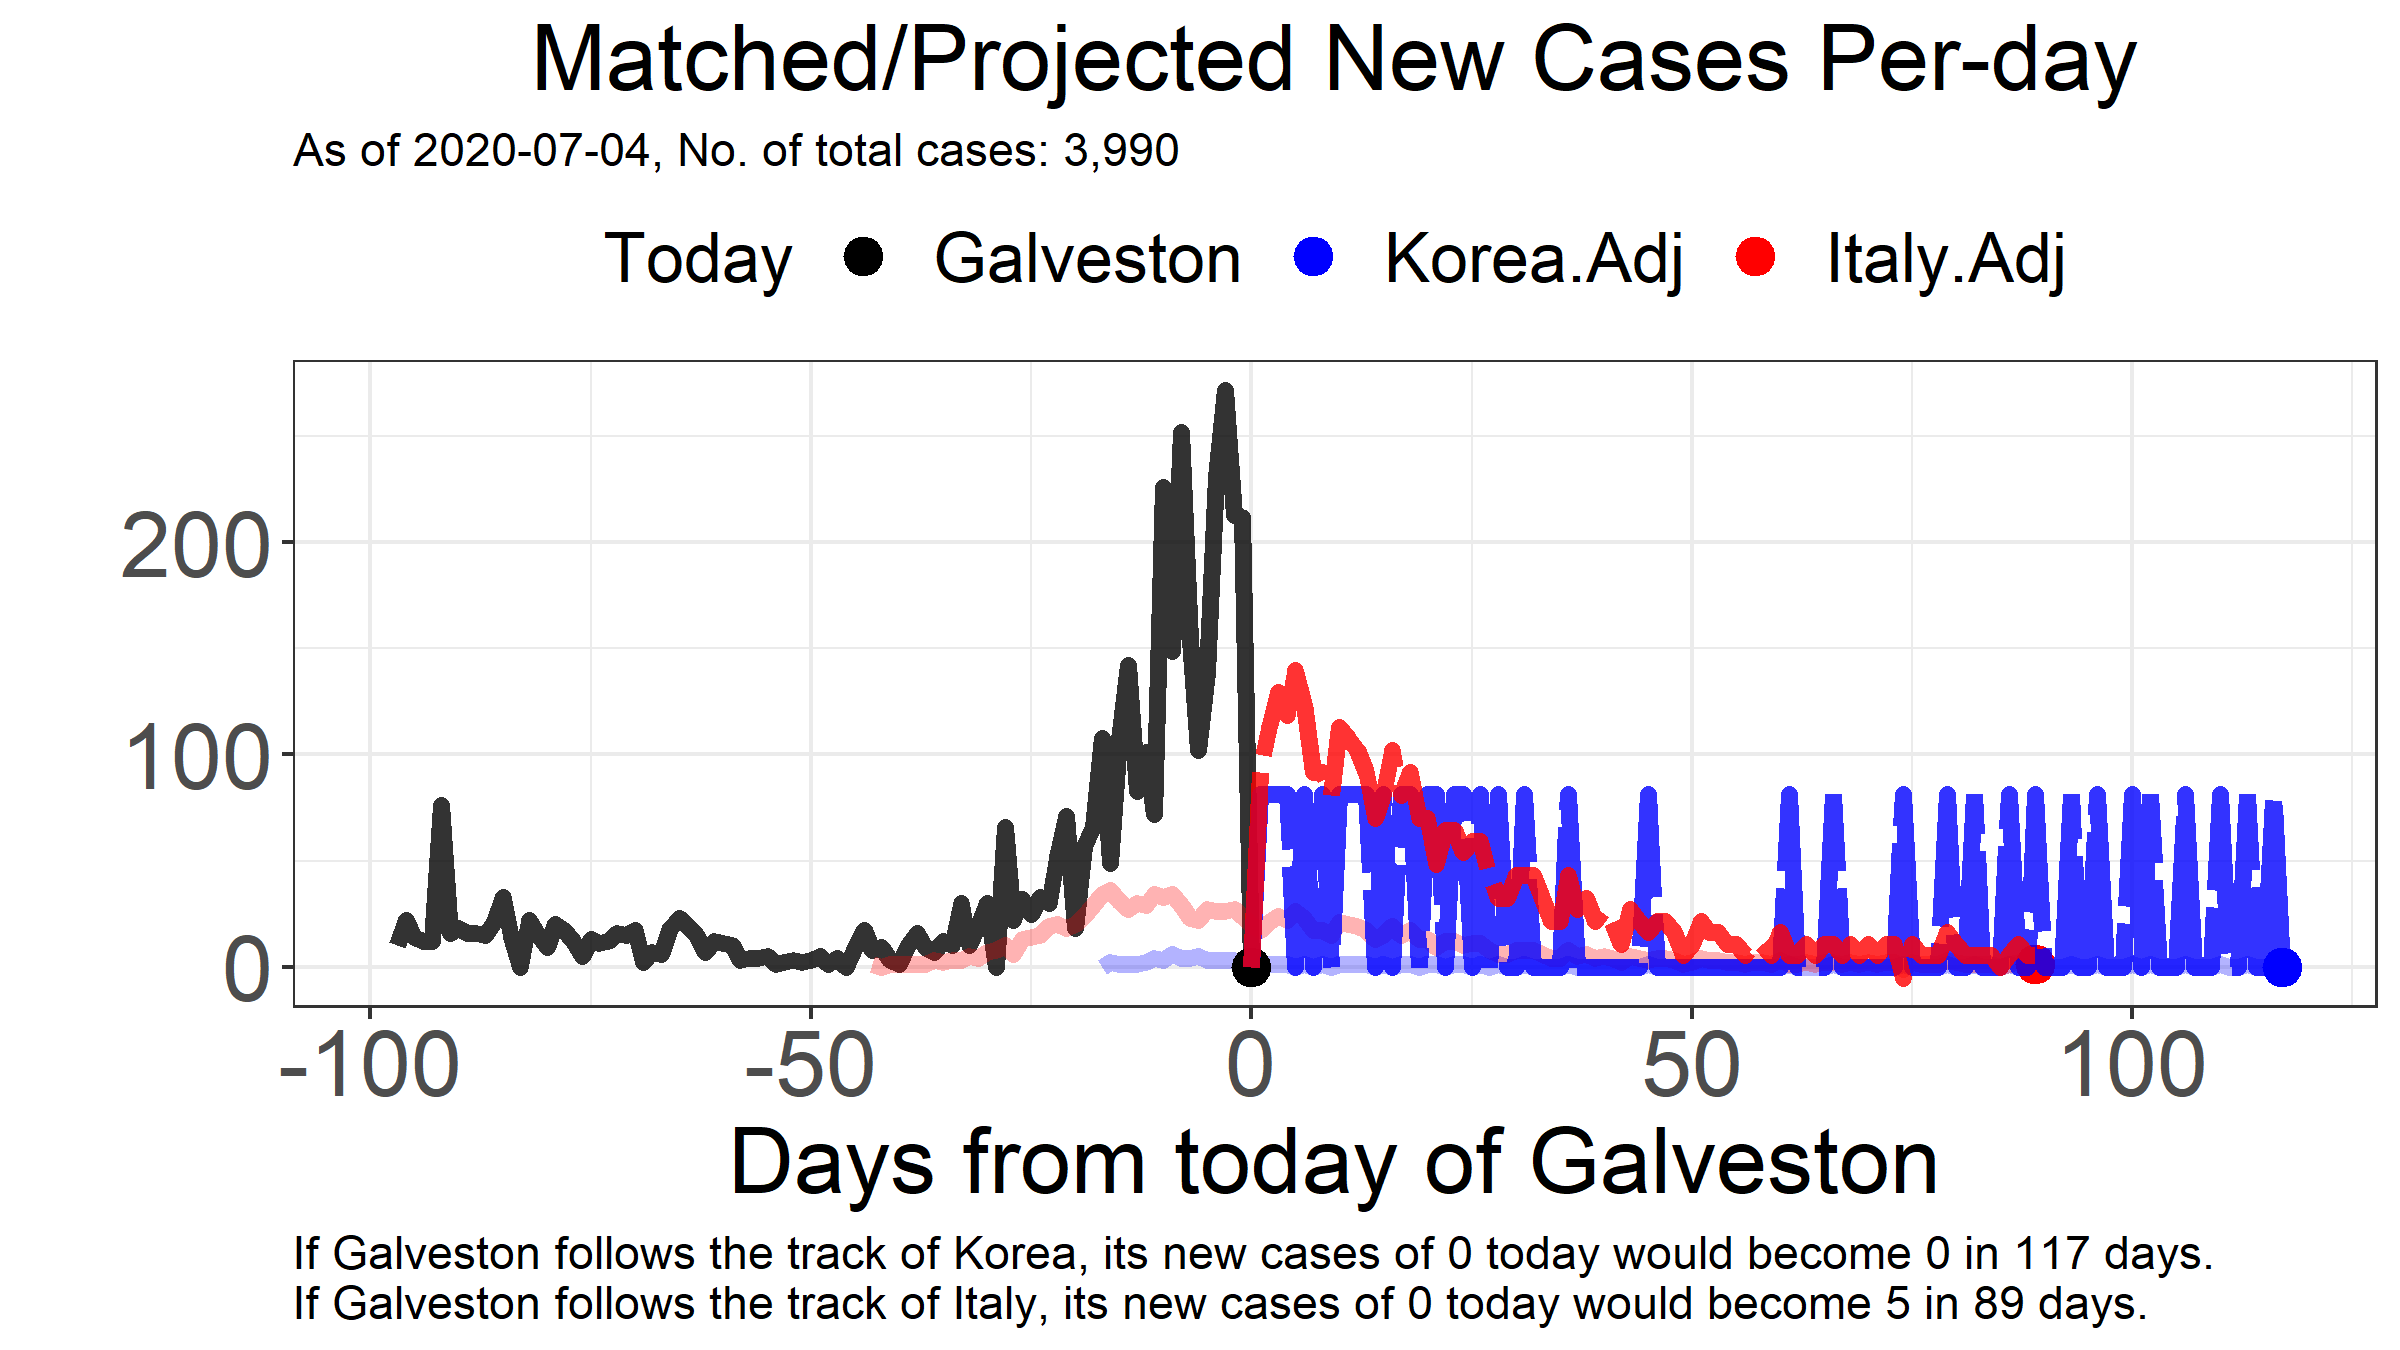 Matched/Projected New Cases Per-day
As of 2020-07-04, No. of total cases: 3,990
Today Galveston Korea.Adj Italy.Adj
200
100
0
-100 -50 0 50 100
Days from today of Galveston
If Galveston follows the track of Korea, its new cases of 0 today would become 0 in 117 days.
If Galveston follows the track of Italy, its new cases of 0 today would become 5 in 89 days.